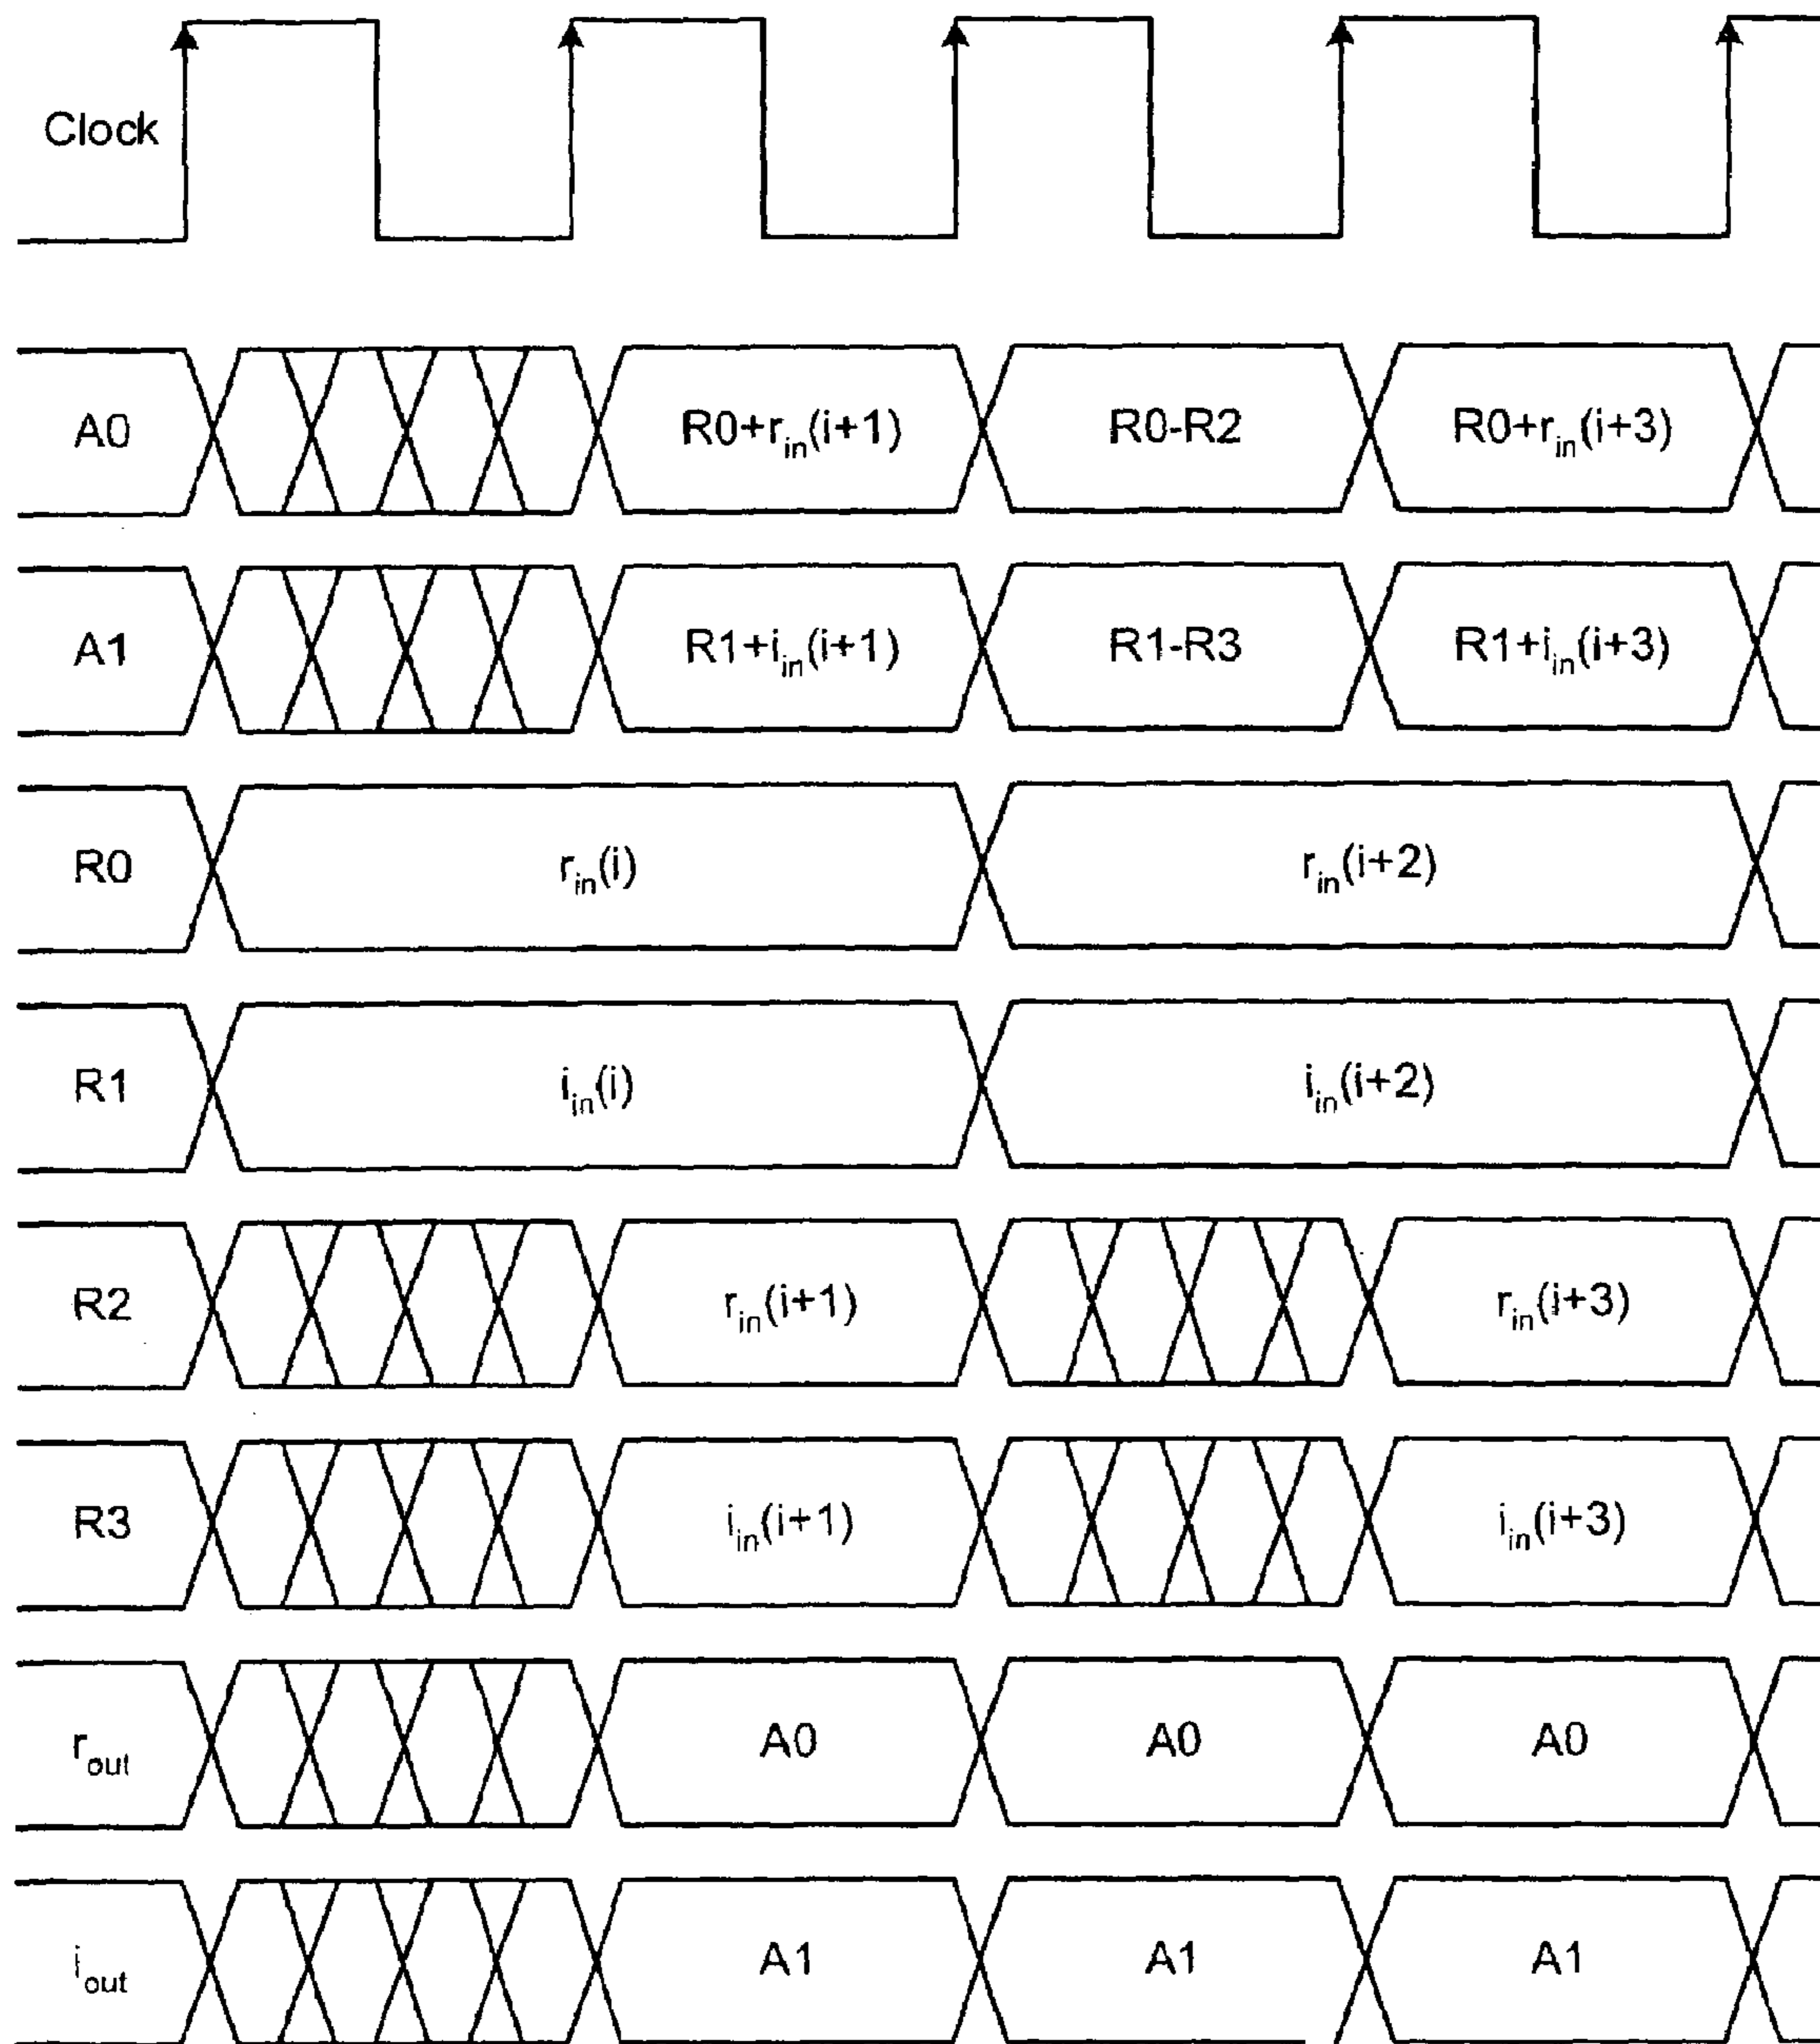 Clock
A0 R0+r_in(i+1) R0-R2 R0+r_in(i+3)
A1 R1+i_in(i+1) R1-R3 R1+i_in(i+3)
R0 r_in(i) r_in(i+2)
R1 i_in(i) i_in(i+2)
R2 r_in(i+1) r_in(i+3)
R3 i_in(i+1) i_in(i+3)
r_out A0 A0 A0
i_out A1 A1 A1